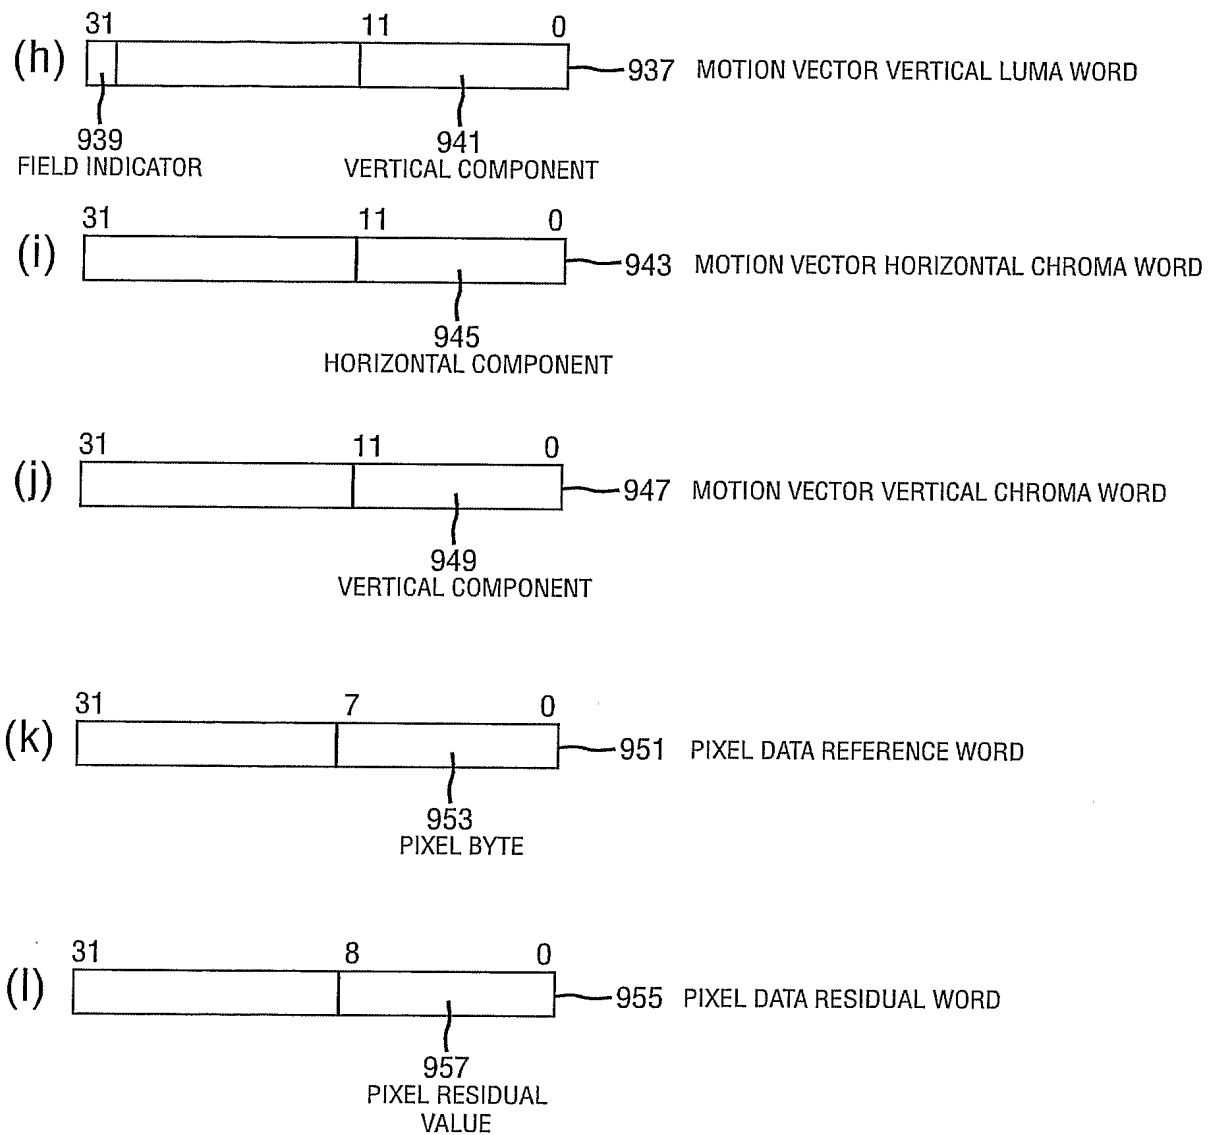 31 11 0
(h) 937 MOTION VECTOR VERTICAL LUMA WORD
939 941
FIELD INDICATOR VERTICAL COMPONENT
31 11 0
(i) 943 MOTION VECTOR HORIZONTAL CHROMA WORD
945
HORIZONTAL COMPONENT
31 11 0
(j) 947 MOTION VECTOR VERTICAL CHROMA WORD
949
VERTICAL COMPONENT
31 7 0
(k) 951 PIXEL DATA REFERENCE WORD
953
PIXEL BYTE
31 8 0
(l) 955 PIXEL DATA RESIDUAL WORD
957
PIXEL RESIDUAL
VALUE